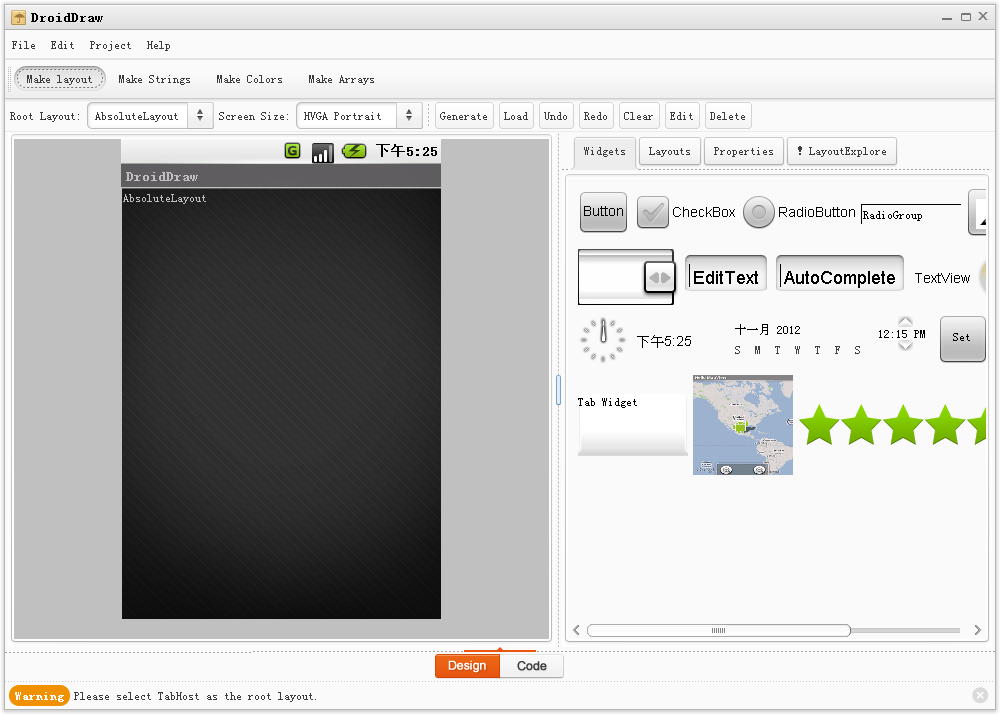 DroidDraw
File Edit Project Help
Make layout Make Strings Make Colors Make Arrays
Root Layout: AbsoluteLayout Screen Size: HVGA Portrait Generate Load Undo Redo Clear Edit Delete
G 下午5:25
DroidDraw
AbsoluteLayout
Widgets Layouts Properties ! LayoutExplore
Button CheckBox RadioButton RadioGroup
EditText AutoComplete TextView
下午5:25
十一月 2012
S M T W T F S
12:15 PM
Set
Tab Widget
Design Code
Warning Please select TabHost as the root layout.